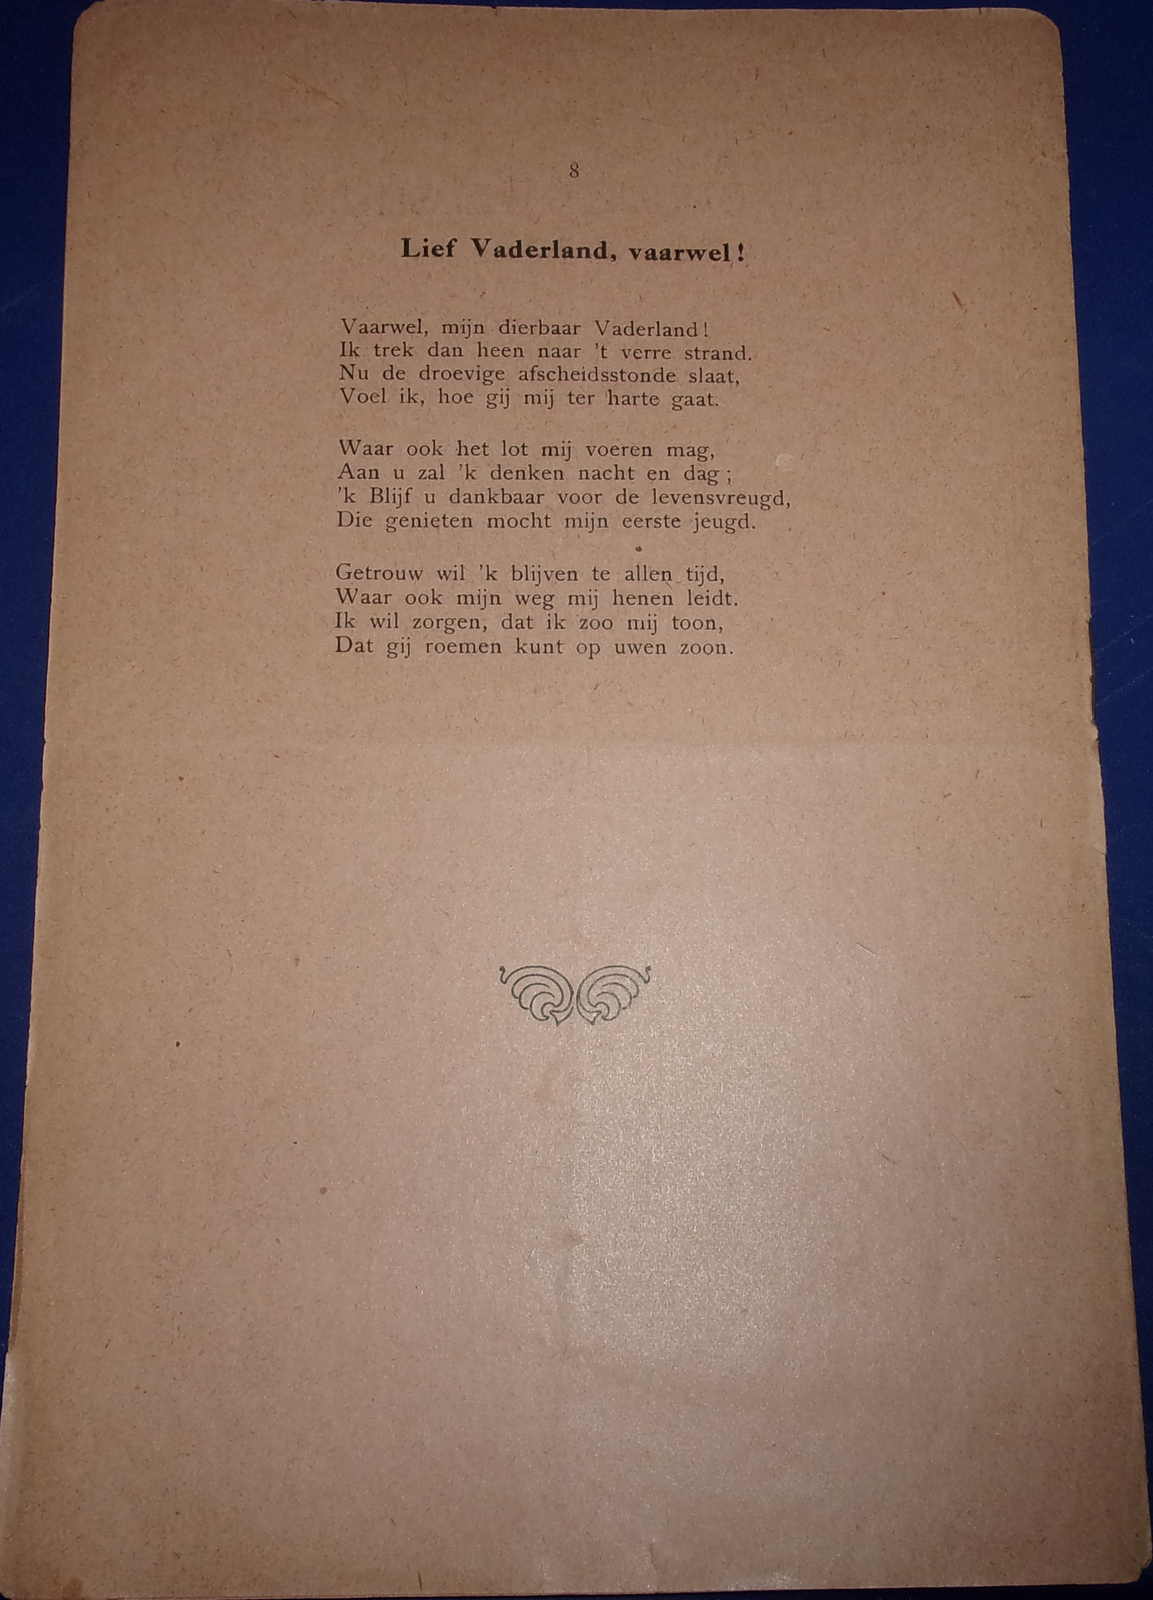 8
Lief Vaderland, vaarwel!
Vaarwel, mijn dierbaar Vaderland!
Ik trek dan heen naar 't verre strand.
Nu de droevige afscheidsstonde slaat,
Voel ik, hoe gij mij ter harte gaat.
Waar ook het lot mij voeren mag,
Aan u zal 'k denken nacht en dag;
'k Blijf u dankbaar voor de levensvreugd,
Die genieten mocht mijn eerste jeugd.
Getrouw wil 'k blijven te allen tijd,
Waar ook mijn weg mij henen leidt.
Ik wil zorgen, dat ik zoo mij toon,
Dat gij roemen kunt op uwen zoon.